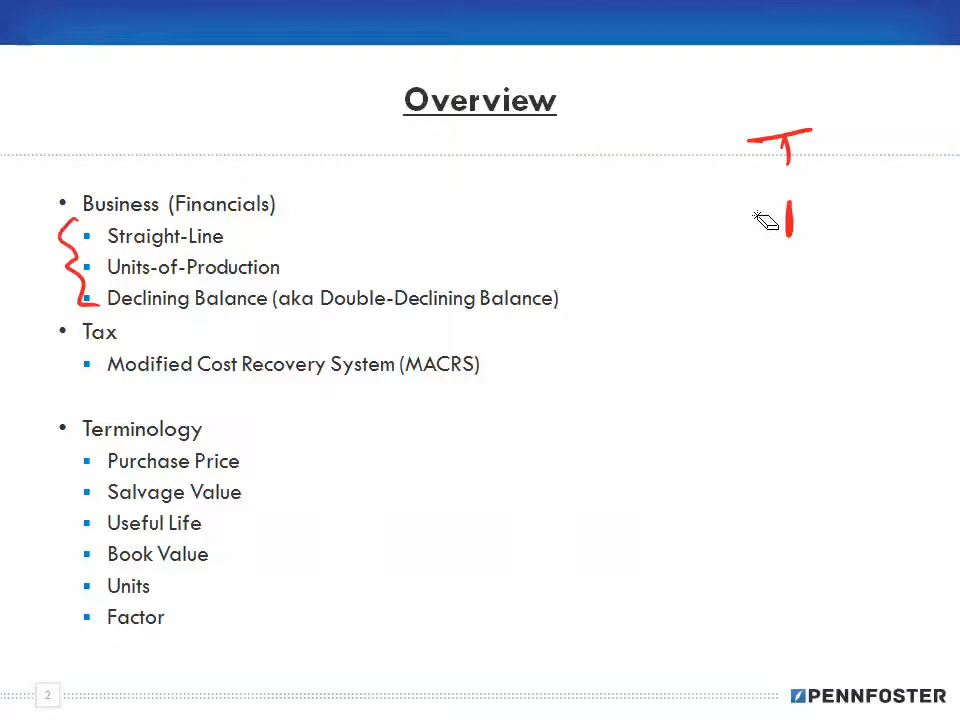 Overview
• Business (Financials)
▪ Straight-Line
▪ Units-of-Production
▪ Declining Balance (aka Double-Declining Balance)
• Tax
▪ Modified Cost Recovery System (MACRS)
• Terminology
▪ Purchase Price
▪ Salvage Value
▪ Useful Life
▪ Book Value
▪ Units
▪ Factor
2
PENNFOSTER